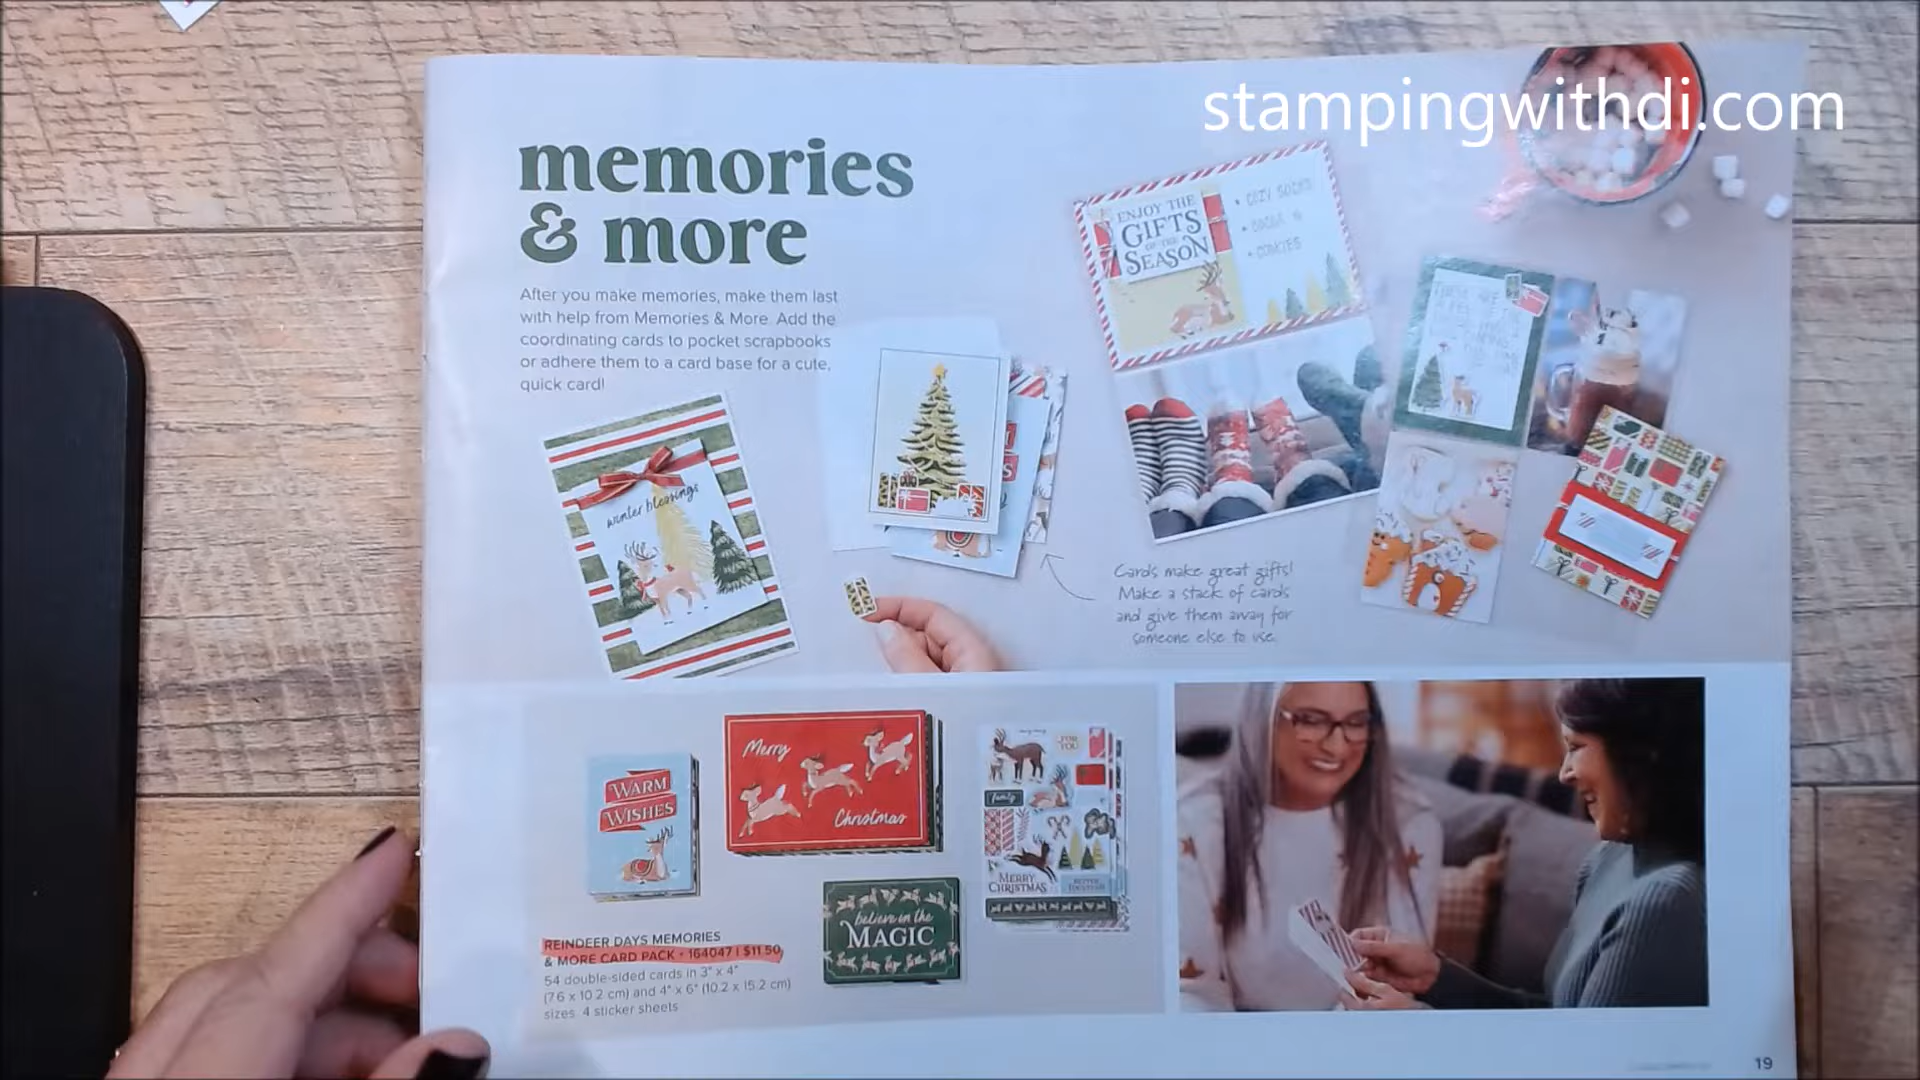 stampingwithdi.com
memories
& more
After you make memories, make them last
with help from Memories & More. Add the
coordinating cards to pocket scrapbooks
or adhere them to a card base for a cute,
quick card!
ENJOY THE
GIFTS
OF THE
SEASON
• COZY SOCKS
• COCOA
• COOKIES
winter blessings
Cards make great gifts!
Make a stack of cards
and give them away for
someone else to use.
WARM
WISHES
Merry
Christmas
FOR
YOU
family
MERRY
CHRISTMAS
BETTER
TOGETHER
believe in the
MAGIC
REINDEER DAYS MEMORIES
& MORE CARD PACK • 164047 | $11.50
54 double-sided cards in 3" x 4"
(7.6 x 10.2 cm) and 4" x 6" (10.2 x 15.2 cm)
sizes. 4 sticker sheets
19